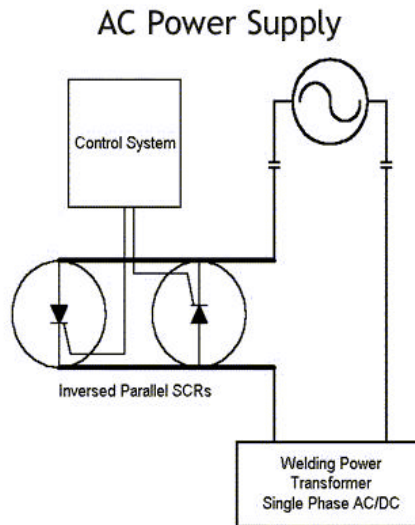 AC Power Supply
Control System
Inversed Parallel SCRs
Welding Power
Transformer
Single Phase AC/DC